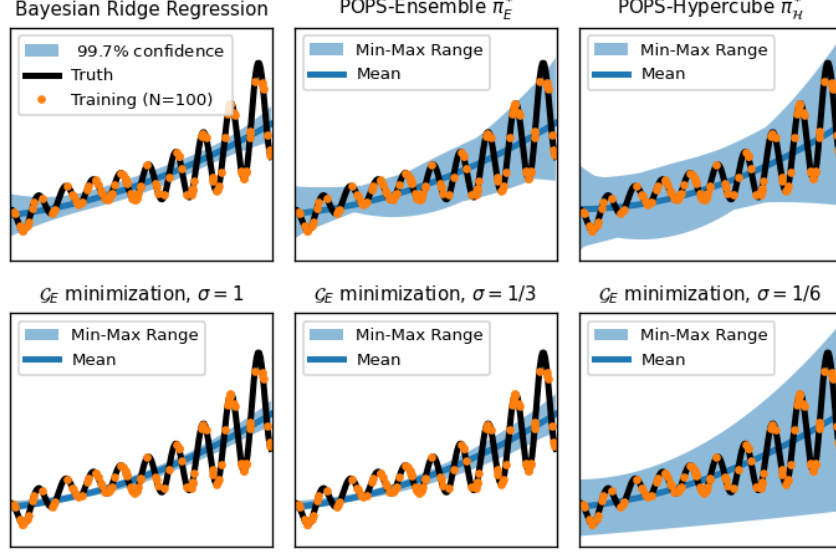 Bayesian Ridge Regression
99.7% confidence
Truth
Training (N=100)
POPS-Ensemble π*E
Min-Max Range
Mean
POPS-Hypercube π*ℋ
Min-Max Range
Mean
𝒢E minimization, σ = 1
Min-Max Range
Mean
𝒢E minimization, σ = 1/3
Min-Max Range
Mean
𝒢E minimization, σ = 1/6
Min-Max Range
Mean